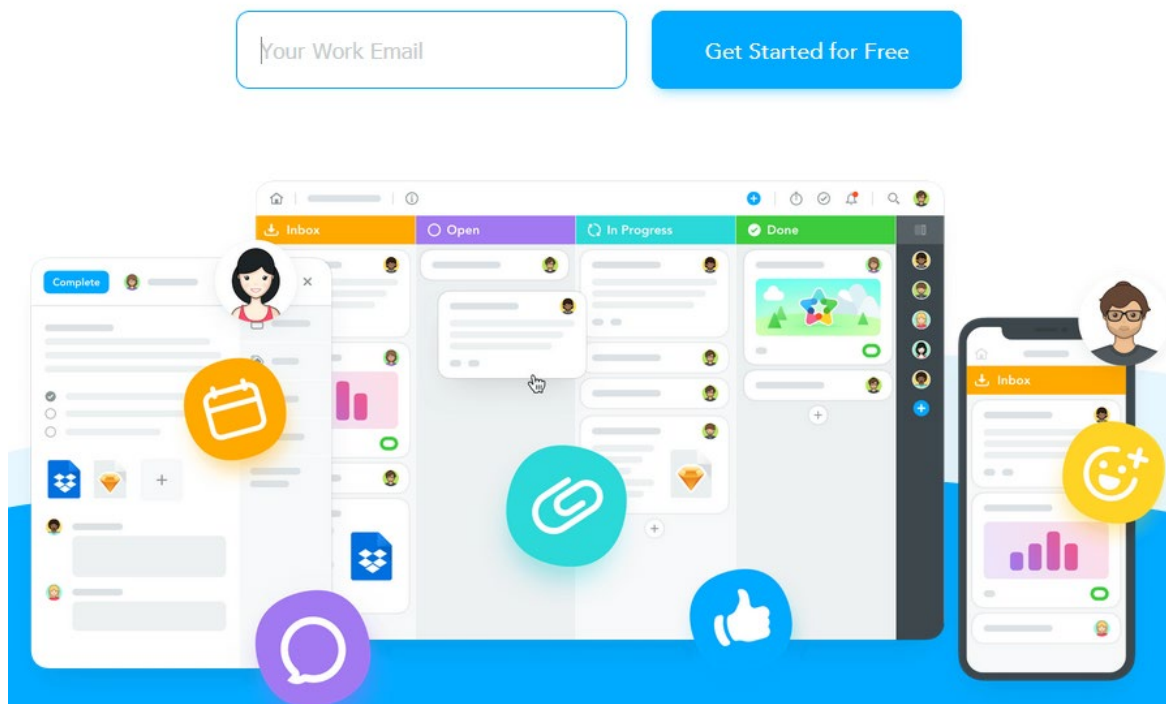 Your Work Email
Get Started for Free
Inbox
Open
In Progress
Done
Complete
Inbox